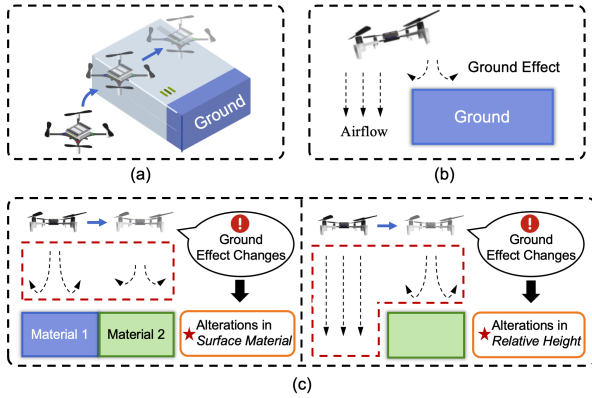 Ground
(a)
Ground Effect
Airflow
Ground
(b)
Ground
Effect Changes
Material 1
Material 2
Alterations in
Surface Material
Ground
Effect Changes
Alterations in
Relative Height
(c)